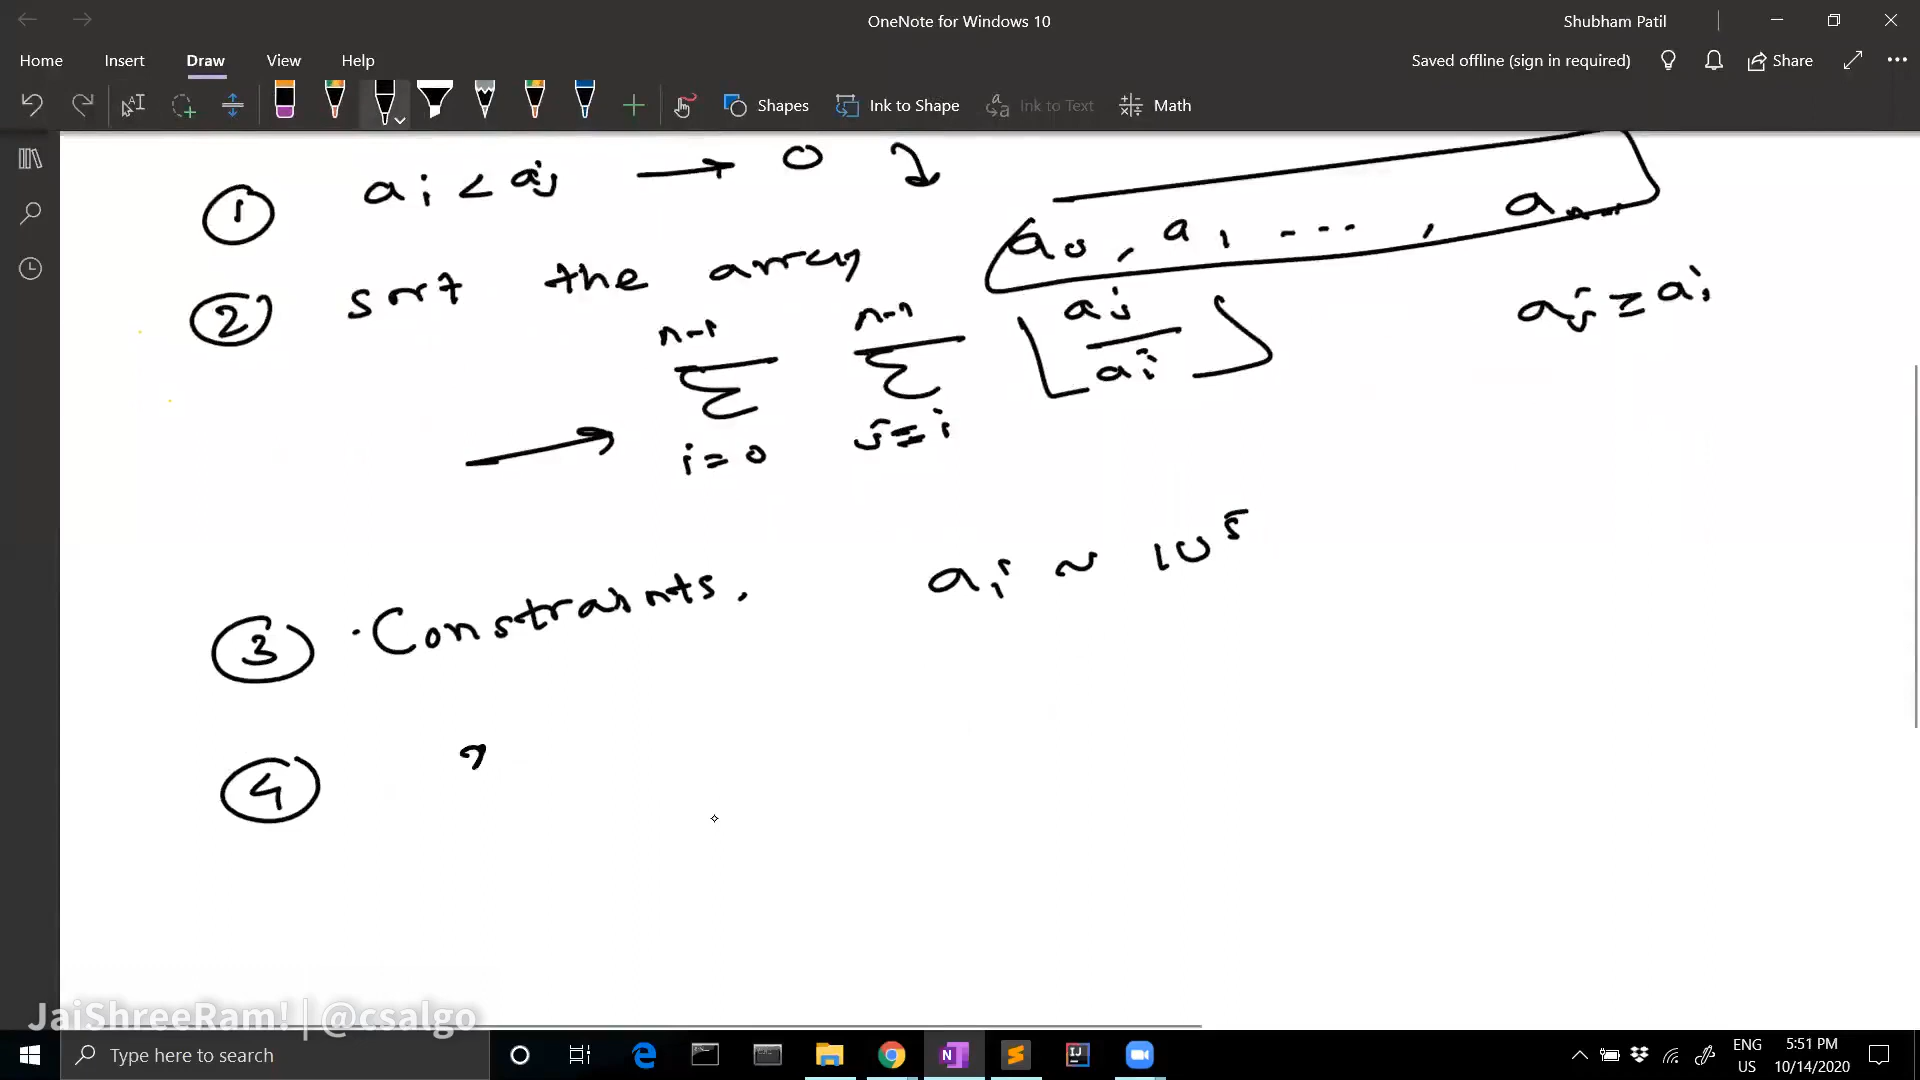 OneNote for Windows 10
Shubham Patil
Home Insert Draw View Help
Saved offline (sign in required)
Share
Shapes
Ink to Shape
Ink to Text
Math
① ai < aj → 0
② sort the array
a0, a1 ..., an-1
aj ≥ ai
n-1 n-1
→ Σ Σ ⌊aj/ai⌋
i=0 j=i
③ . Constraints.
ai ~ 10^5
④
JaiShreeRam! | @csalgo
Type here to search
ENG
US
5:51 PM
10/14/2020